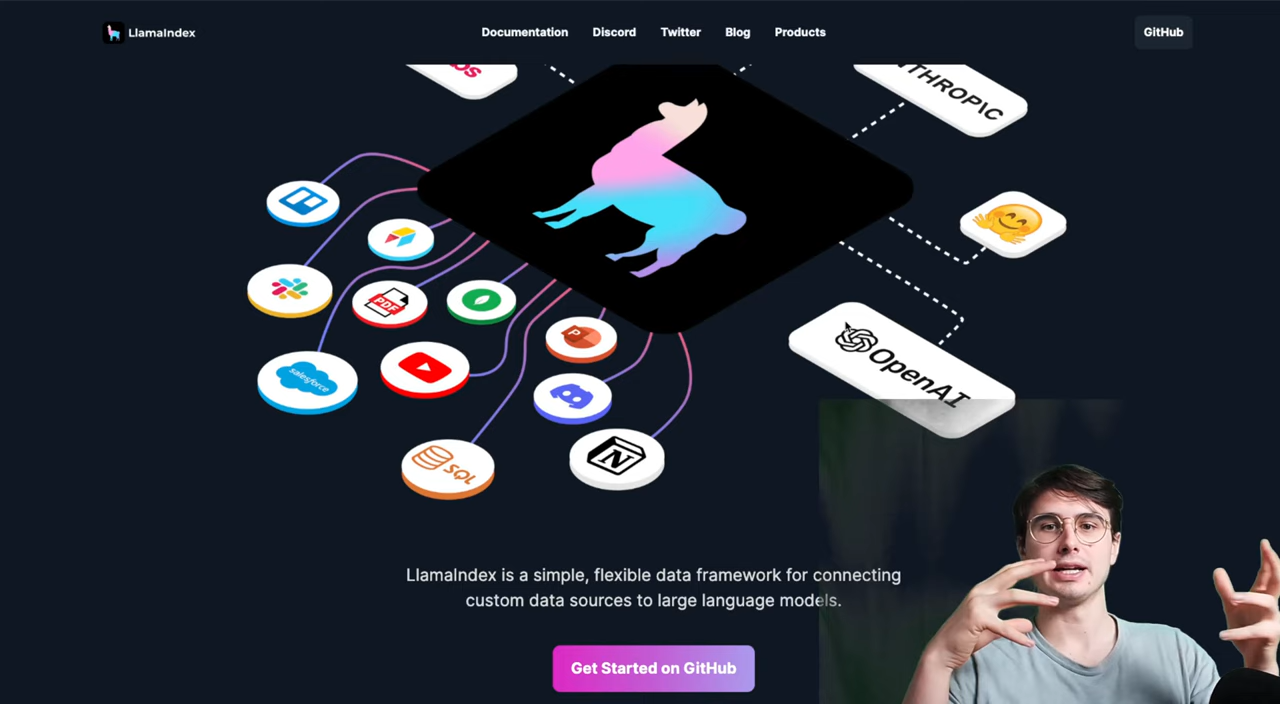 LlamaIndex
Documentation
Discord
Twitter
Blog
Products
GitHub
PDF
salesforce
SQL
OpenAI
LlamaIndex is a simple, flexible data framework for connecting
custom data sources to large language models.
Get Started on GitHub